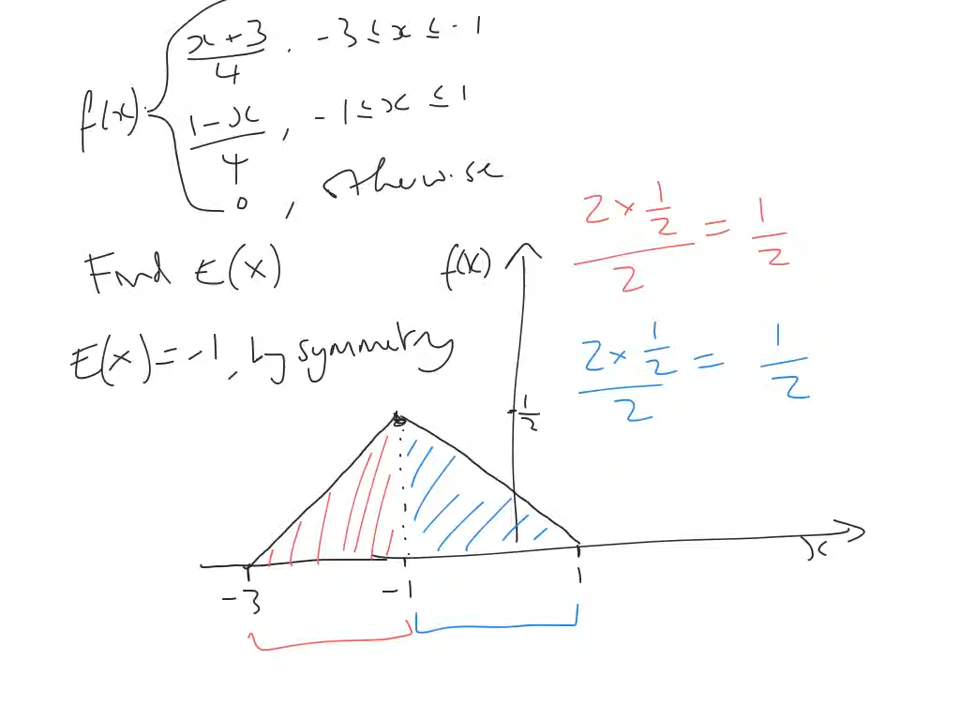 x+3
4 , -3 ≤ x ≤ -1
f(x)
1-x
4 , -1 ≤ x ≤ 1
0 , otherwise
2 × 1/2
2 = 1/2
Find E(x)
f(x)
E(x) = -1, by symmetry
2 × 1/2
2 = 1/2
1/2
x
-3 -1 1